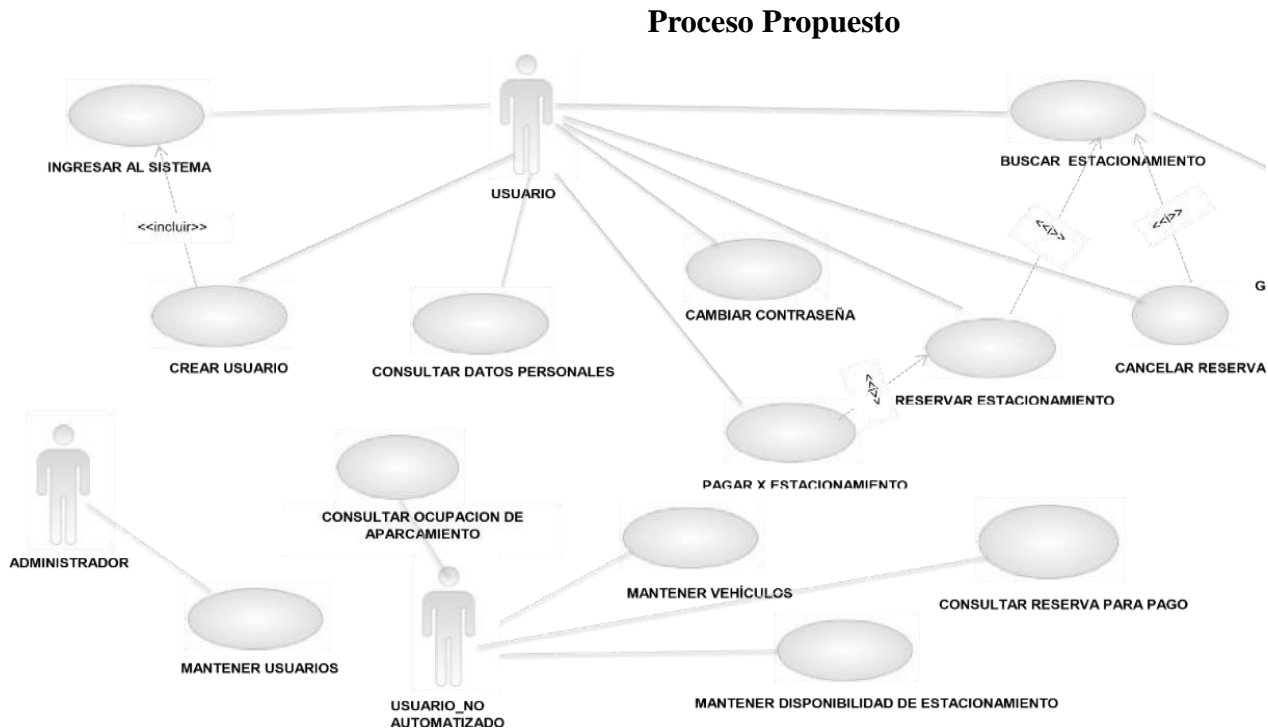 Proceso Propuesto
INGRESAR AL SISTEMA
USUARIO
BUSCAR ESTACIONAMIENTO
<<incluir>>
<<i>>
<<i>>
G
CREAR USUARIO
CONSULTAR DATOS PERSONALES
CAMBIAR CONTRASEÑA
CANCELAR RESERVA
<<i>>
RESERVAR ESTACIONAMIENTO
PAGAR X ESTACIONAMIENTO
CONSULTAR OCUPACION DE
APARCAMIENTO
ADMINISTRADOR
MANTENER VEHÍCULOS
CONSULTAR RESERVA PARA PAGO
MANTENER USUARIOS
USUARIO_NO
AUTOMATIZADO
MANTENER DISPONIBILIDAD DE ESTACIONAMIENTO